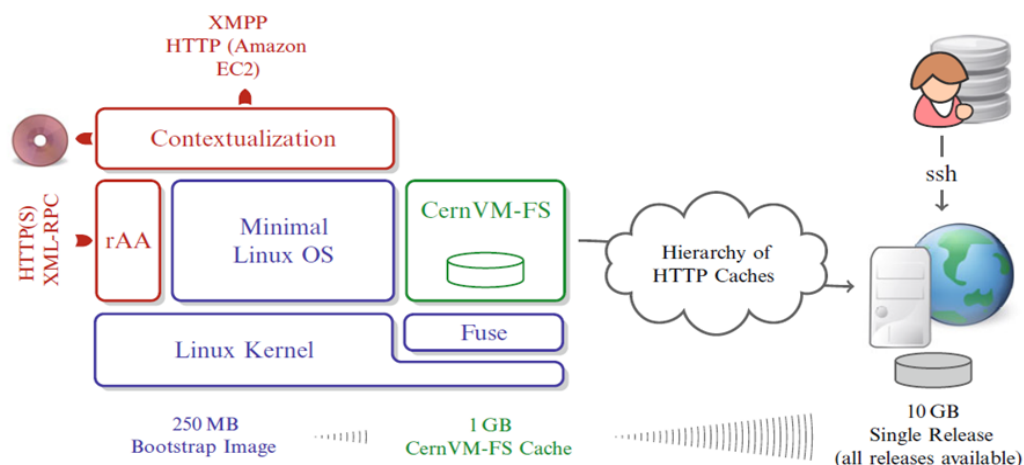 XMPP
HTTP (Amazon
EC2)
Contextualization
HTTP(S)
XML-RPC
rAA
Minimal
Linux OS
CernVM-FS
Hierarchy of
HTTP Caches
ssh
Linux Kernel
Fuse
250 MB
Bootstrap Image
1 GB
CernVM-FS Cache
10 GB
Single Release
(all releases available)